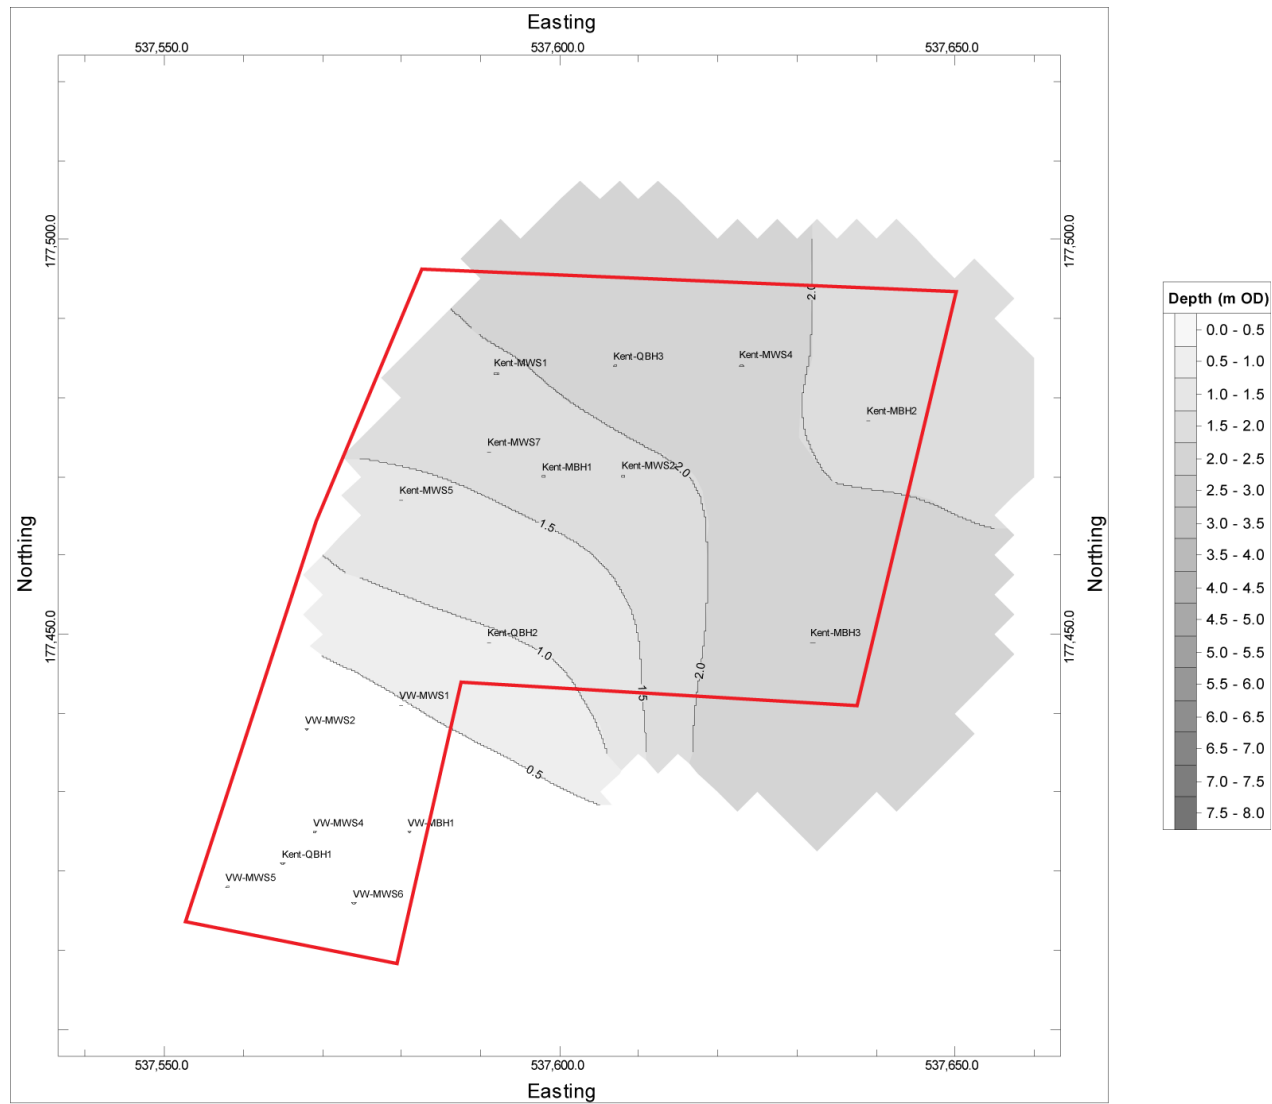 Easting
537,550.0 537,600.0 537,650.0
177,500.0 177,500.0
2.0
Kent-MWS1 Kent-QBH3 Kent-MWS4
Kent-MBH2
Kent-MWS7
Kent-MBH1 Kent-MWS2 2.0
Kent-MWS5
1.5
Northing Northing
177,450.0 177,450.0
Kent-QBH2 Kent-MBH3
1.0
2.0
VW-MWS1 1.5
VW-MWS2
0.5
VW-MWS4 VW-MBH1
Kent-QBH1
VW-MWS5
VW-MWS6
537,550.0 537,600.0 537,650.0
Easting
Depth (m OD)
0.0 - 0.5
0.5 - 1.0
1.0 - 1.5
1.5 - 2.0
2.0 - 2.5
2.5 - 3.0
3.0 - 3.5
3.5 - 4.0
4.0 - 4.5
4.5 - 5.0
5.0 - 5.5
5.5 - 6.0
6.0 - 6.5
6.5 - 7.0
7.0 - 7.5
7.5 - 8.0